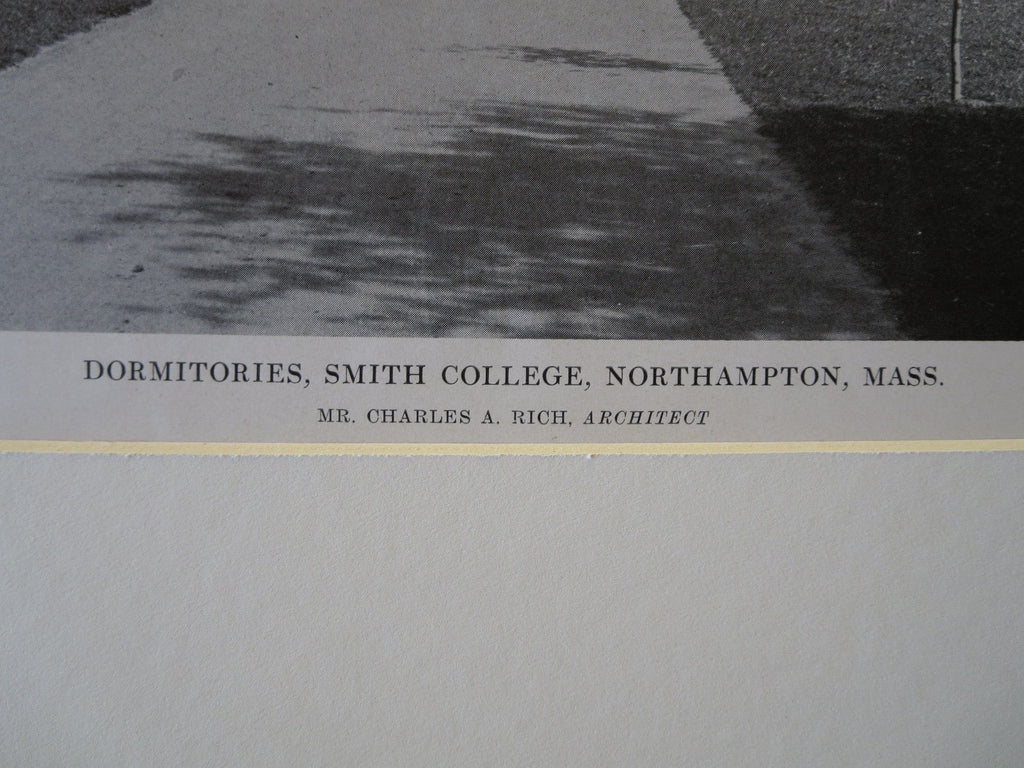 DORMITORIES, SMITH COLLEGE, NORTHAMPTON, MASS.
MR. CHARLES A. RICH, ARCHITECT